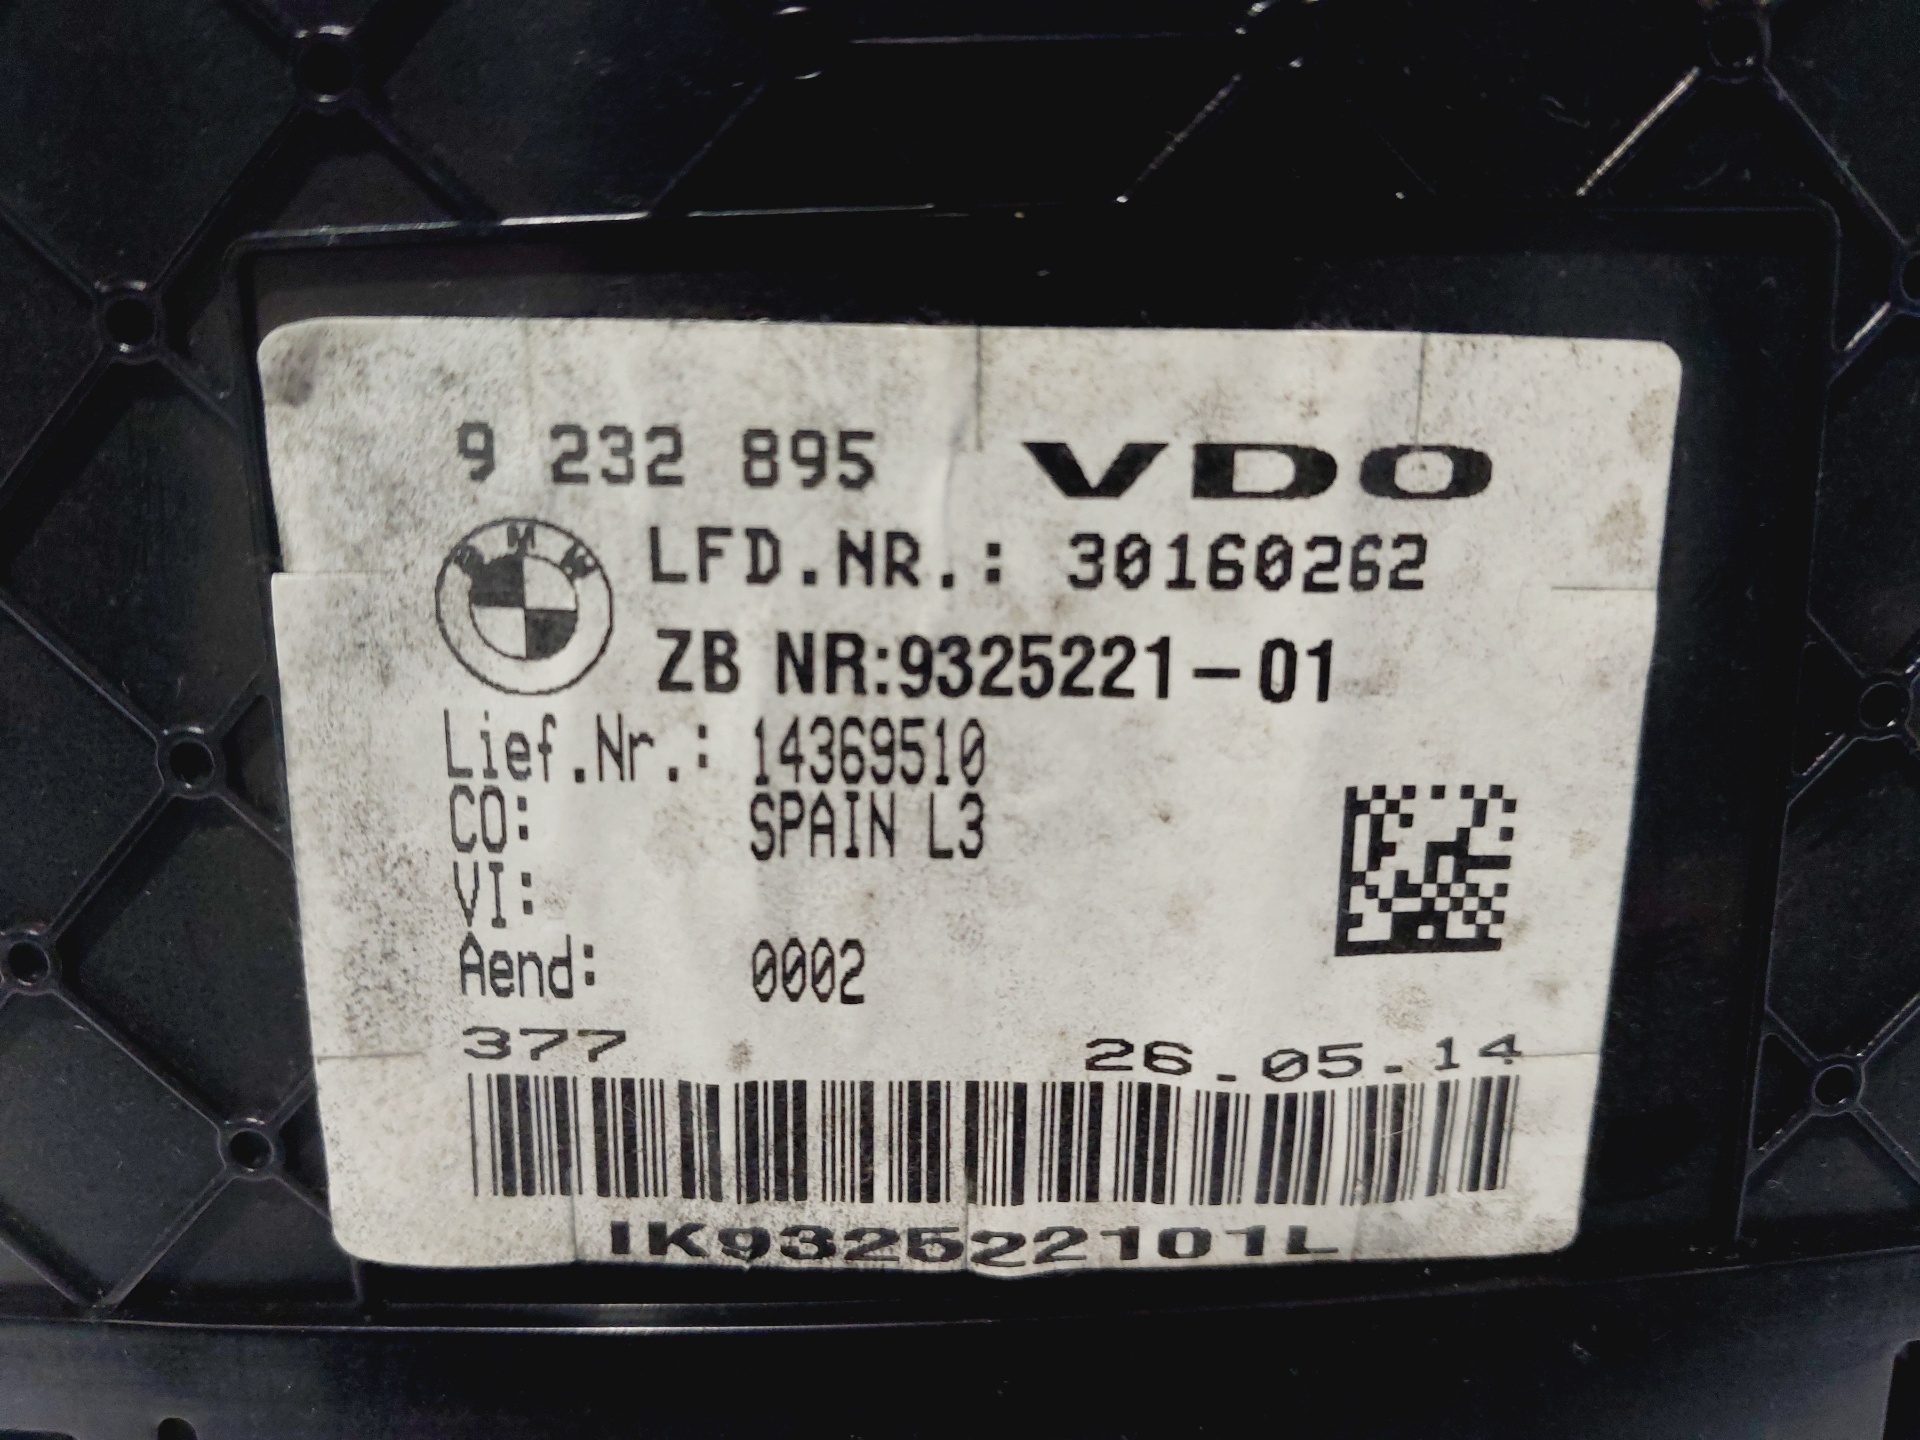 9 232 895 VDO
BMW
LFD.NR.: 30160262
ZB NR:9325221-01
Lief.Nr.: 14369510
CO: SPAIN L3
VI:
Aend: 0002
377 26.05.14
IK932522101L